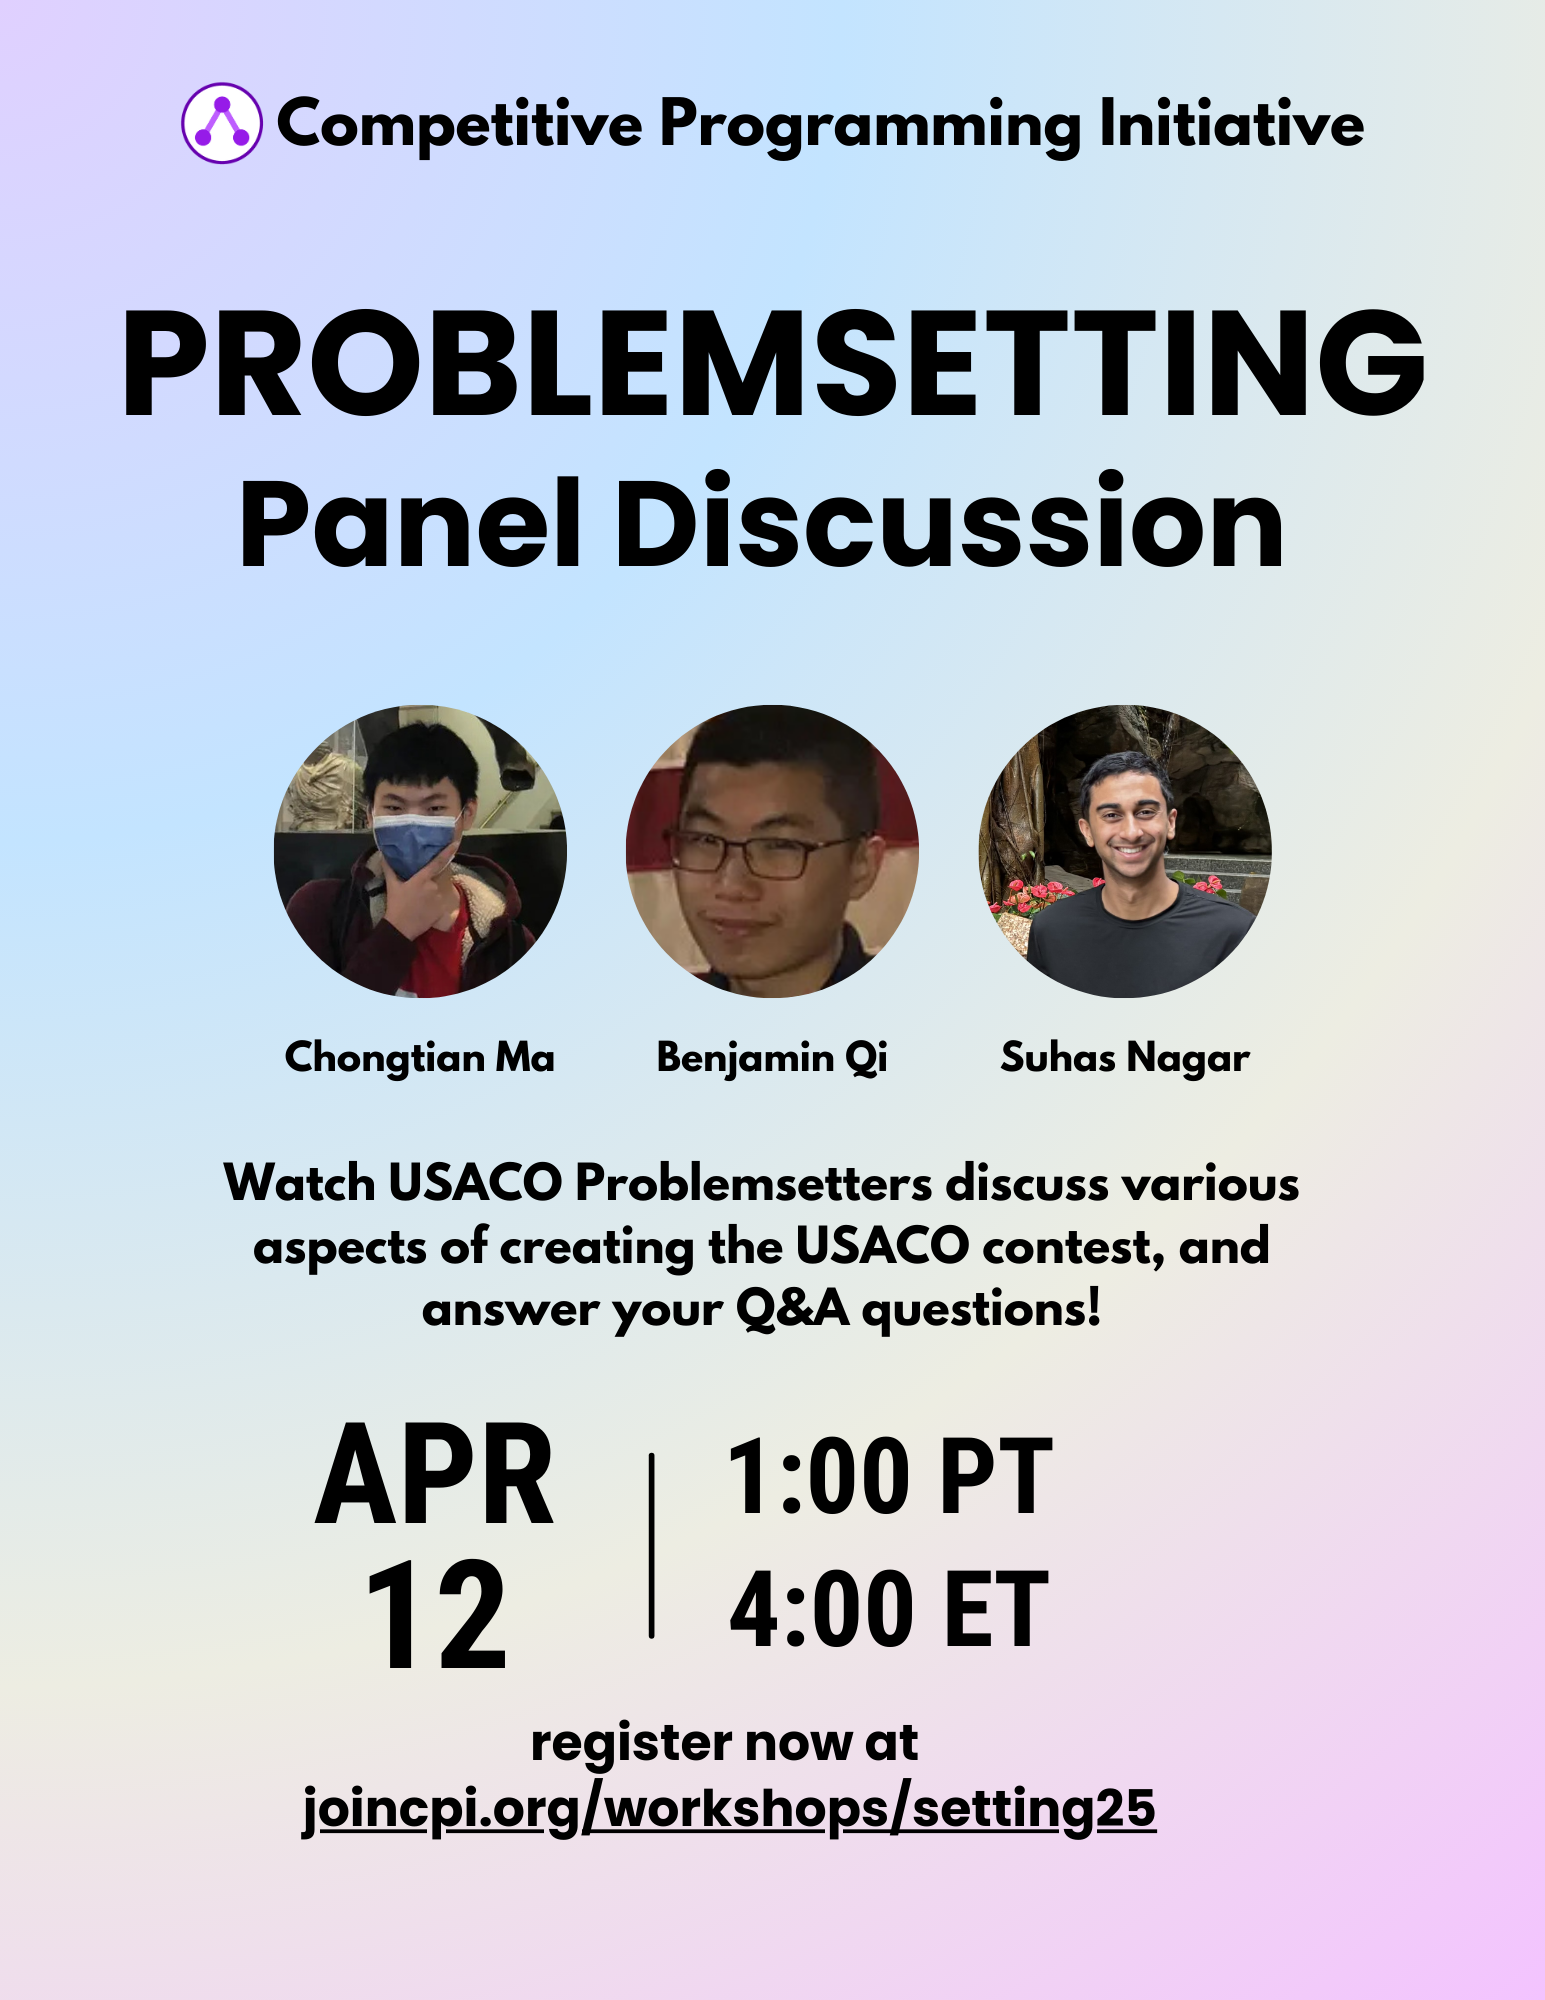 Competitive Programming Initiative
PROBLEMSETTING
Panel Discussion
Chongtian Ma
Benjamin Qi
Suhas Nagar
Watch USACO Problemsetters discuss various
aspects of creating the USACO contest, and
answer your Q&A questions!
APR
12
1:00 PT
4:00 ET
register now at
joincpi.org/workshops/setting25